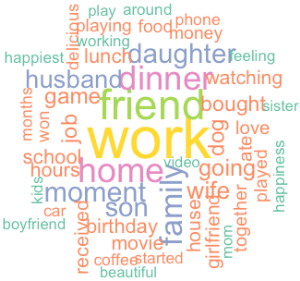 play around
delicious playing food phone
working money
happiest lunch daughter feeling
husband dinner watching
months won game friend bought sister
job work dog ate love
school home video played happiness
hours going
kids moment family wife
car son house girlfriend together
boyfriend received birthday mom
movie
coffee started
beautiful